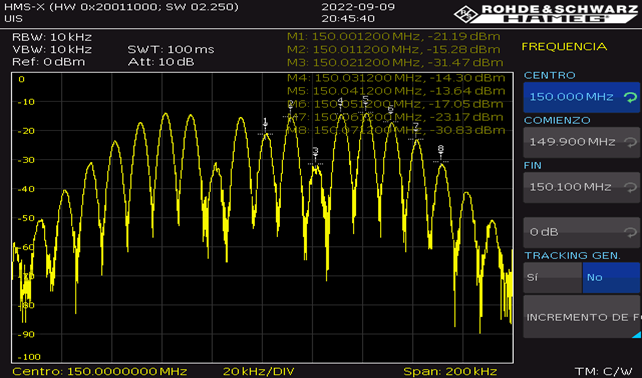 HMS-X (HW 0x20011000; SW 02.250)
UIS
2022-09-09
20:45:40
ROHDE&SCHWARZ
HAMEG
RBW: 10 kHz
VBW: 10 kHz
Ref: 0 dBm
SWT: 100 ms
Att: 10 dB
M1: 150.001200 MHz, -21.19 dBm
M2: 150.011200 MHz, -15.28 dBm
M3: 150.021200 MHz, -31.47 dBm
M4: 150.031200 MHz, -14.30 dBm
M5: 150.041200 MHz, -13.64 dBm
M6: 150.051200 MHz, -17.05 dBm
M7: 150.061200 MHz, -23.17 dBm
M8: 150.071200 MHz, -30.83 dBm
0
-10
-20
-30
-40
-50
-60
-70
-80
-90
-100
1
2
3
4
5
6
7
8
Centro: 150.0000000 MHz
20 kHz/DIV
Span: 200 kHz
FREQUENCIA
CENTRO
150.000 MHz
COMIENZO
149.900 MHz
FIN
150.100 MHz
0 dB
TRACKING GEN.
Sí
No
INCREMENTO DE FO
TM: C/W